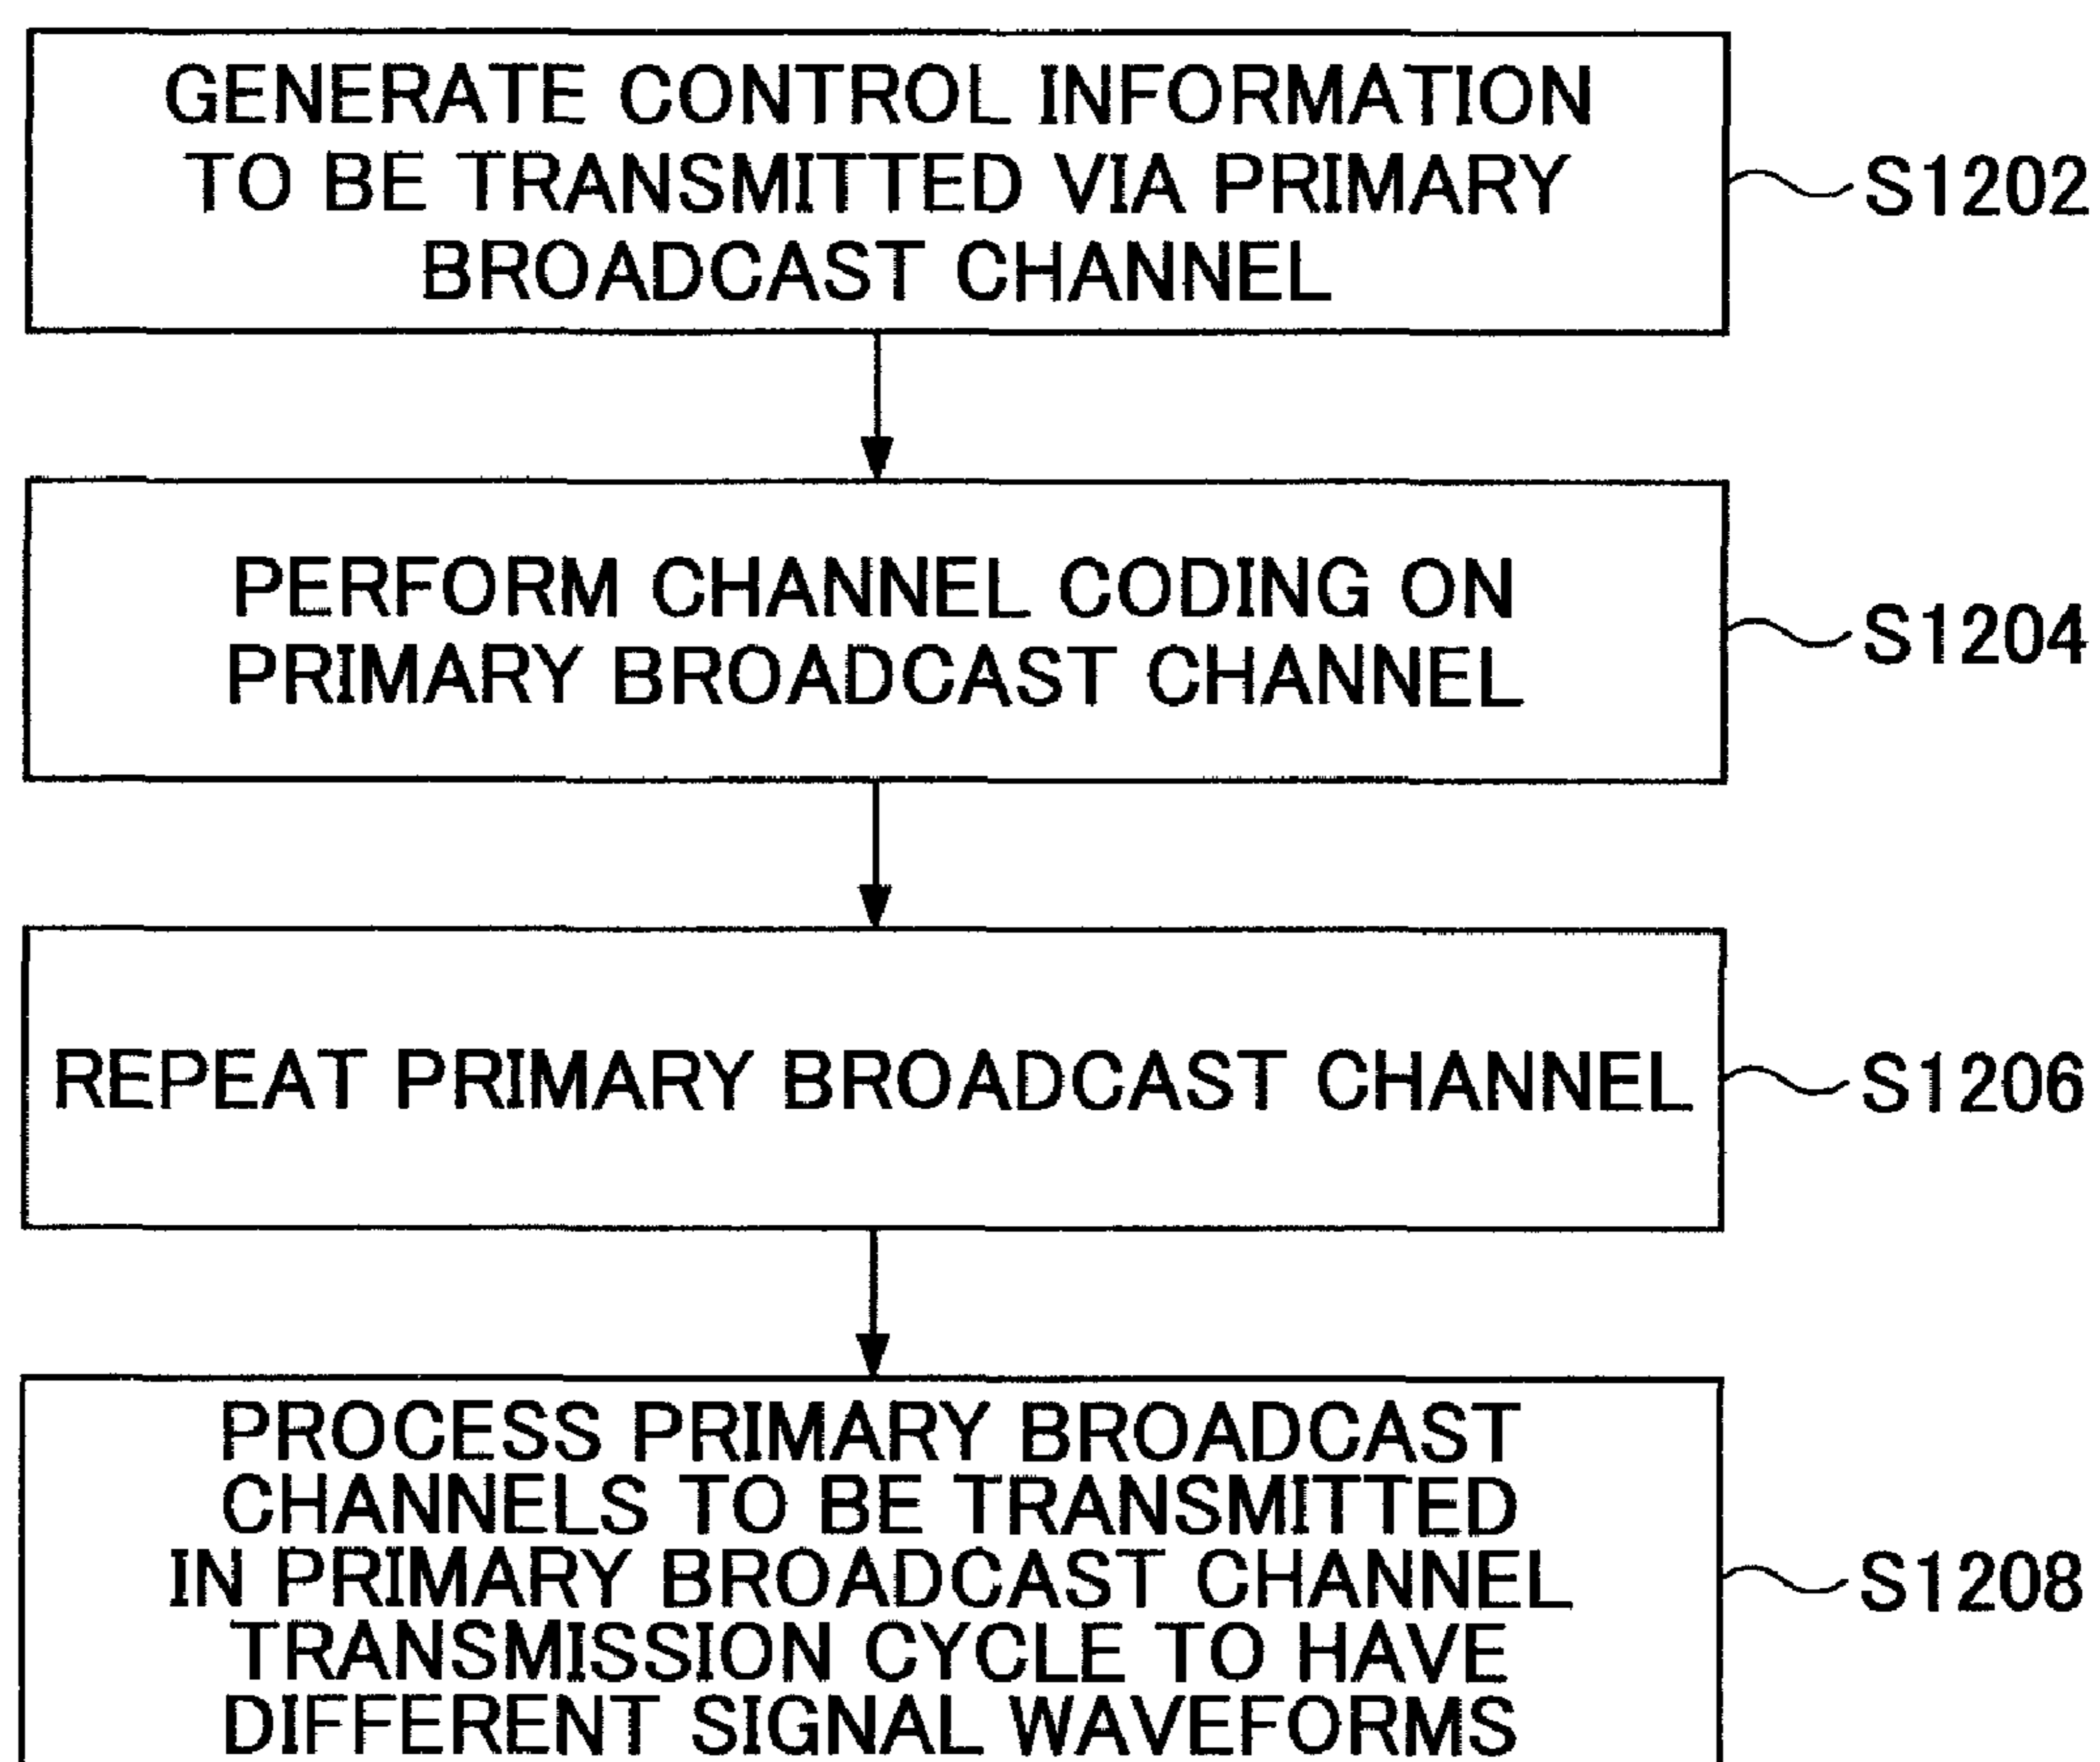 GENERATE CONTROL INFORMATION
TO BE TRANSMITTED VIA PRIMARY
BROADCAST CHANNEL
S1202
PERFORM CHANNEL CODING ON
PRIMARY BROADCAST CHANNEL
S1204
REPEAT PRIMARY BROADCAST CHANNEL
S1206
PROCESS PRIMARY BROADCAST
CHANNELS TO BE TRANSMITTED
IN PRIMARY BROADCAST CHANNEL
TRANSMISSION CYCLE TO HAVE
DIFFERENT SIGNAL WAVEFORMS
S1208